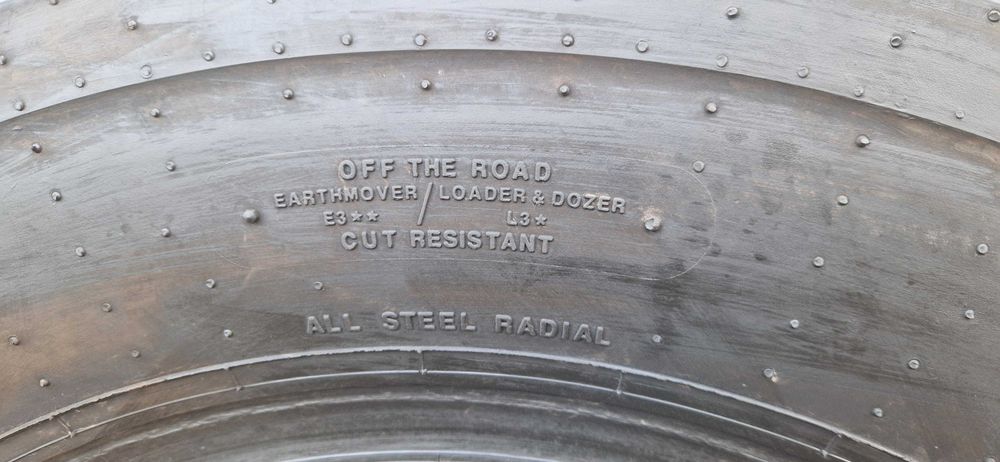 OFF THE ROAD
EARTHMOVER / LOADER & DOZER
E3★★ / L3★
CUT RESISTANT
ALL STEEL RADIAL